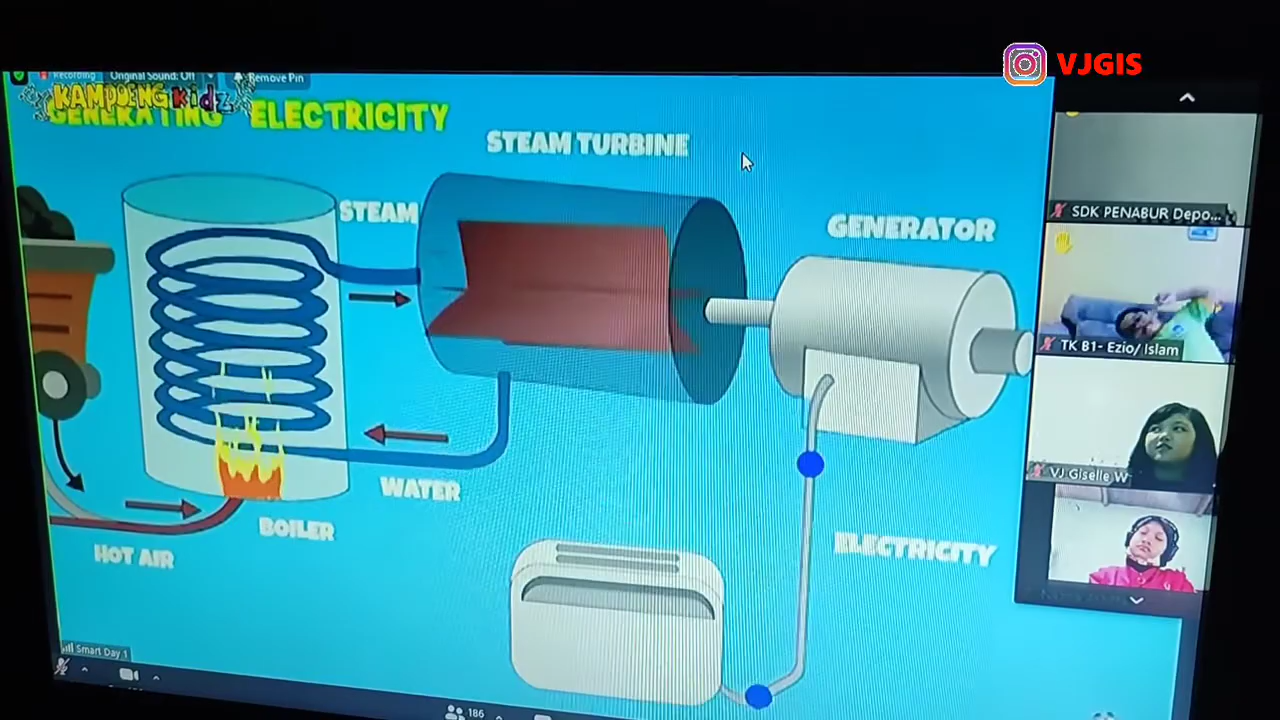 VJGIS
Recording
Original Sound: Off
Remove Pin
KAMPOENG kidz
GENERATING ELECTRICITY
STEAM TURBINE
STEAM
GENERATOR
SDK PENABUR Depo...
TK B1- Ezio/ Islam
VJ Giselle W
WATER
BOILER
HOT AIR
ELECTRICITY
Smart Day 1
186